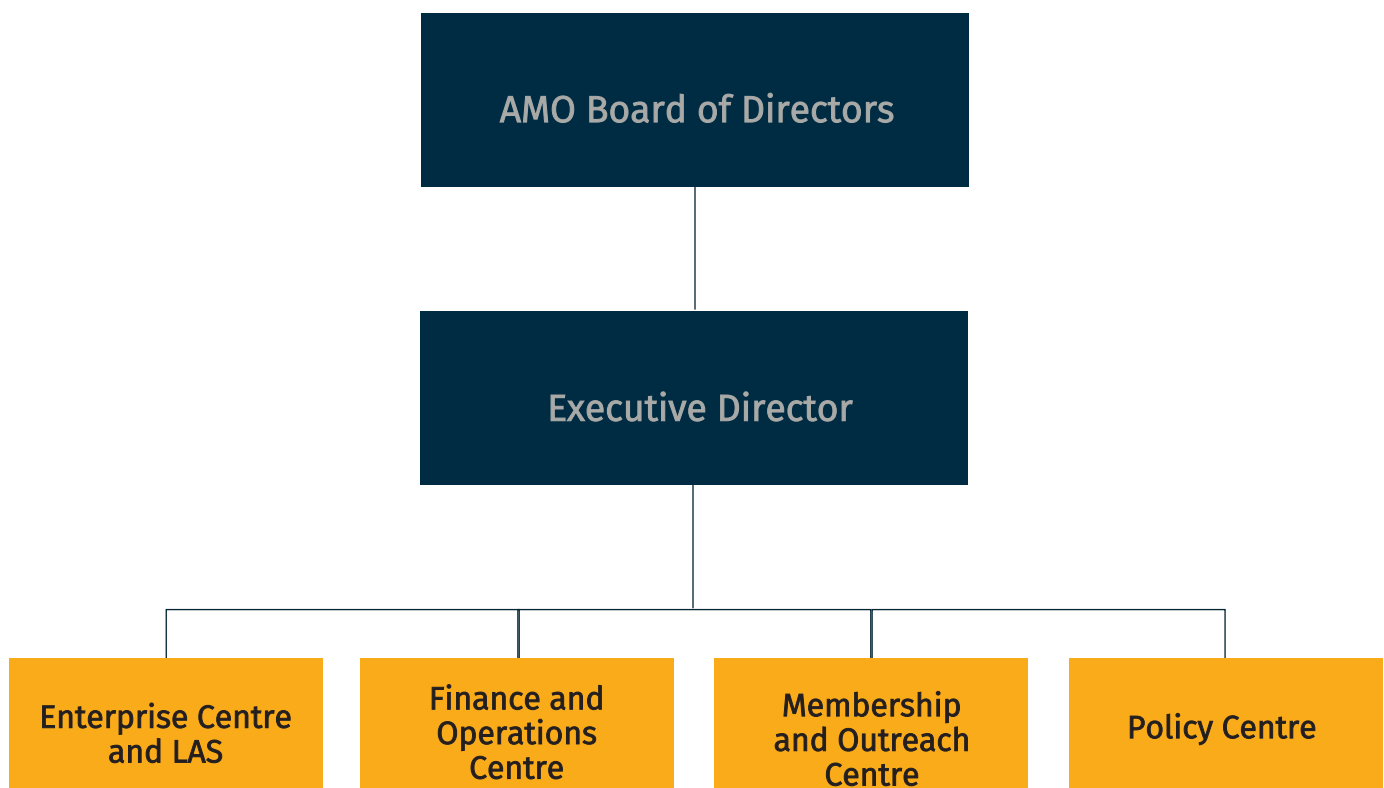 AMO Board of Directors
Executive Director
Enterprise Centre
and LAS
Finance and
Operations
Centre
Membership
and Outreach
Centre
Policy Centre